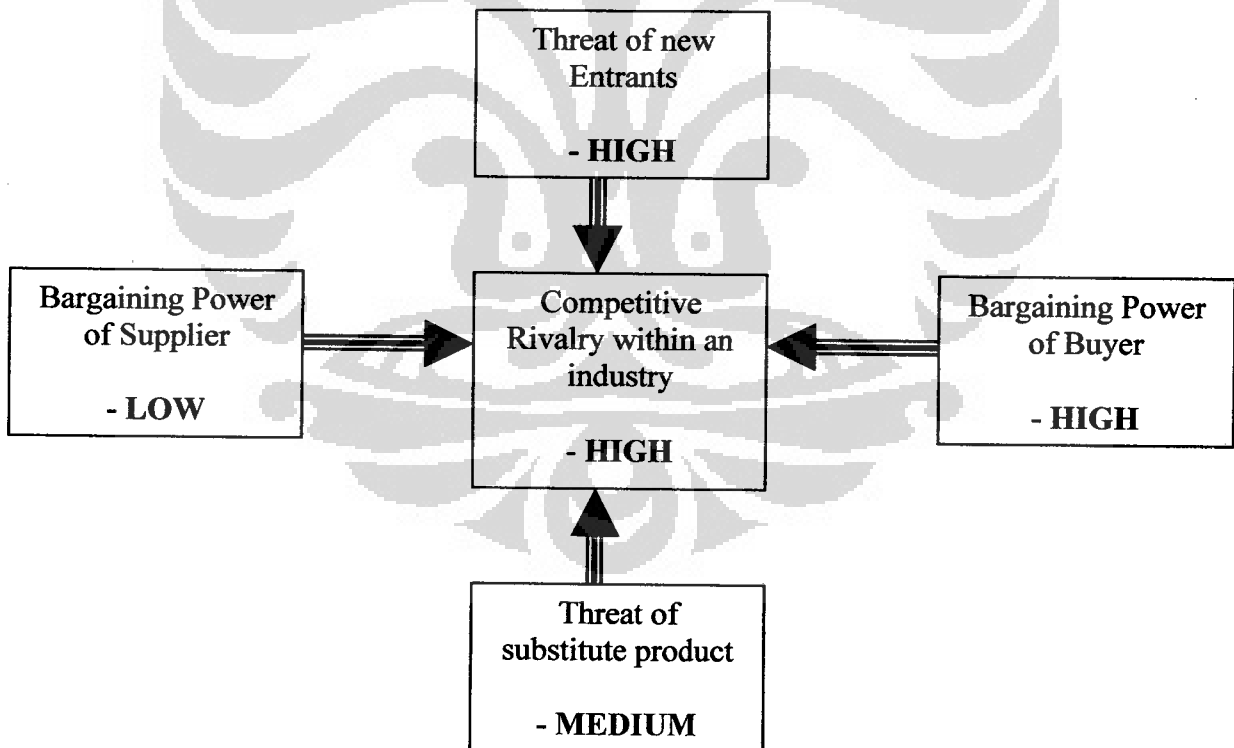 Threat of new
Entrants
- HIGH
Bargaining Power
of Supplier
- LOW
Competitive
Rivalry within an
industry
- HIGH
Bargaining Power
of Buyer
- HIGH
Threat of
substitute product
- MEDIUM